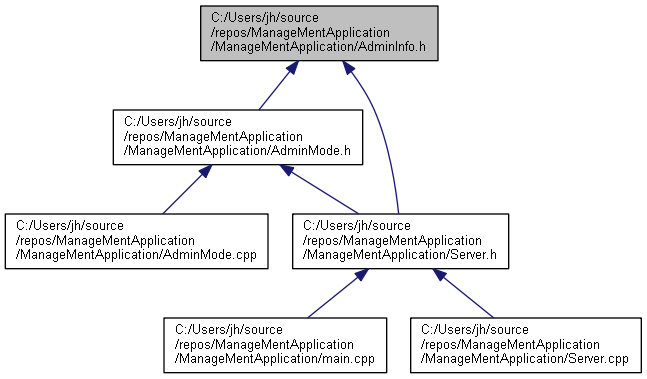 C:/Users/jh/source
/repos/ManageMentApplication
/ManageMentApplication/AdminInfo.h
C:/Users/jh/source
/repos/ManageMentApplication
/ManageMentApplication/AdminMode.h
C:/Users/jh/source
/repos/ManageMentApplication
/ManageMentApplication/AdminMode.cpp
C:/Users/jh/source
/repos/ManageMentApplication
/ManageMentApplication/Server.h
C:/Users/jh/source
/repos/ManageMentApplication
/ManageMentApplication/main.cpp
C:/Users/jh/source
/repos/ManageMentApplication
/ManageMentApplication/Server.cpp